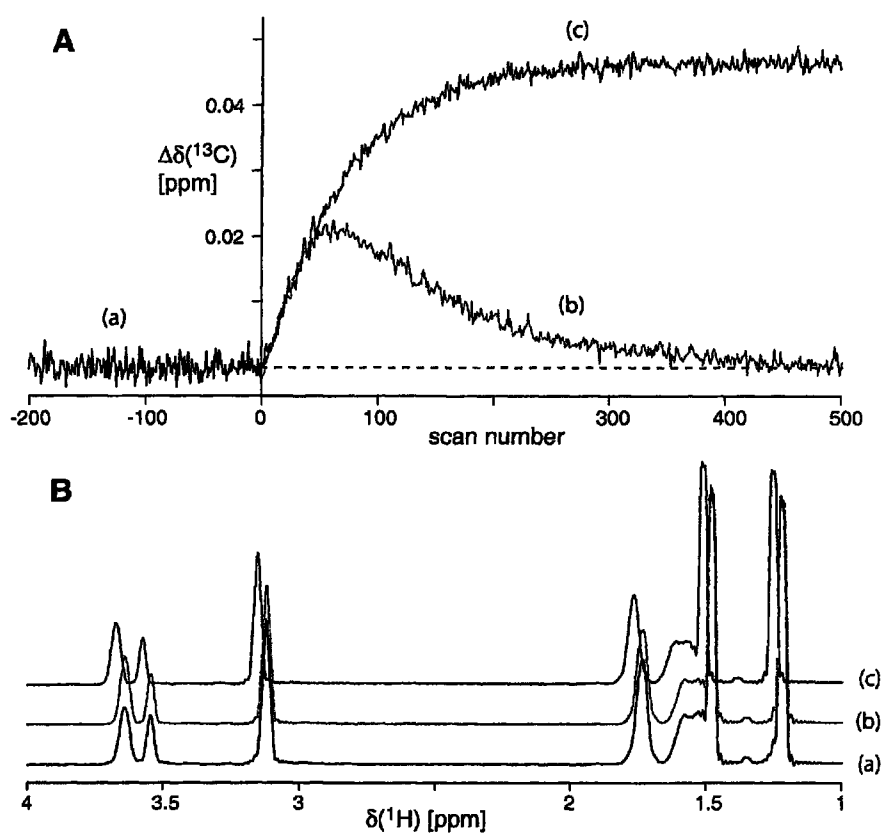 A
(c)
0.04
Δδ(¹³C)
[ppm]
0.02
(a)
(b)
-200 -100 0 100 300 400 500
scan number
B
(c)
(b)
(a)
4 3.5 3 2 1.5 1
δ(¹H) [ppm]